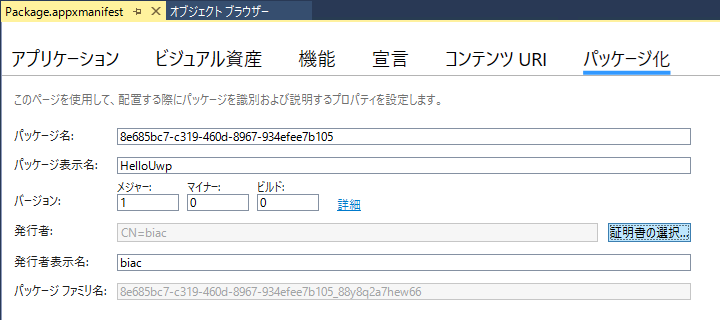 Package.appxmanifest オブジェクト ブラウザー
アプリケーション ビジュアル資産 機能 宣言 コンテンツ URI パッケージ化
このページを使用して、配置する際にパッケージを識別および説明するプロパティを設定します。
パッケージ名: 8e685bc7-c319-460d-8967-934efee7b105
パッケージ表示名: HelloUwp
メジャー: マイナー: ビルド:
バージョン: 1 0 0 詳細
発行者: CN=biac 証明書の選択...
発行者表示名: biac
パッケージ ファミリ名: 8e685bc7-c319-460d-8967-934efee7b105_88y8q2a7hew66